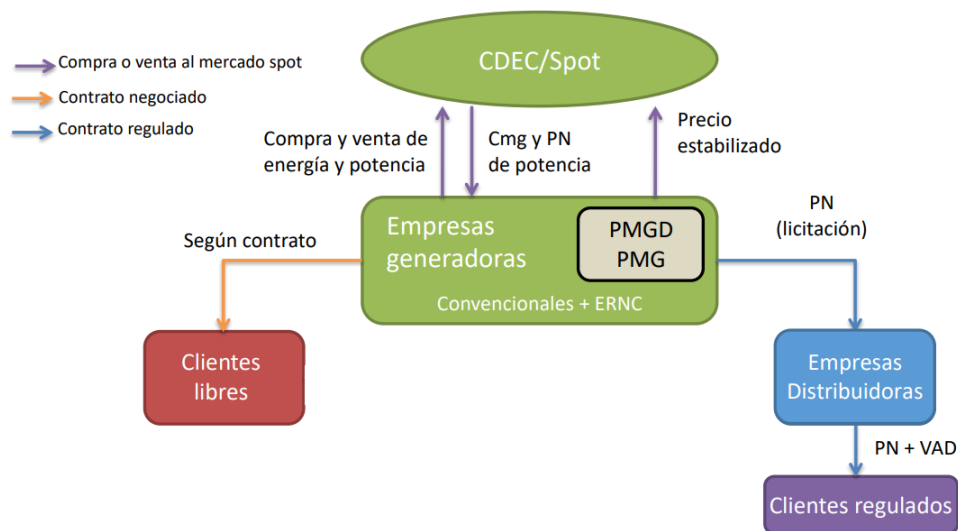 Compra o venta al mercado spot
Contrato negociado
Contrato regulado
CDEC/Spot
Compra y venta de
energía y potencia
Cmg y PN
de potencia
Precio
estabilizado
Según contrato
Empresas
generadoras
PMGD
PMG
Convencionales + ERNC
PN
(licitación)
Clientes
libres
Empresas
Distribuidoras
PN + VAD
Clientes regulados